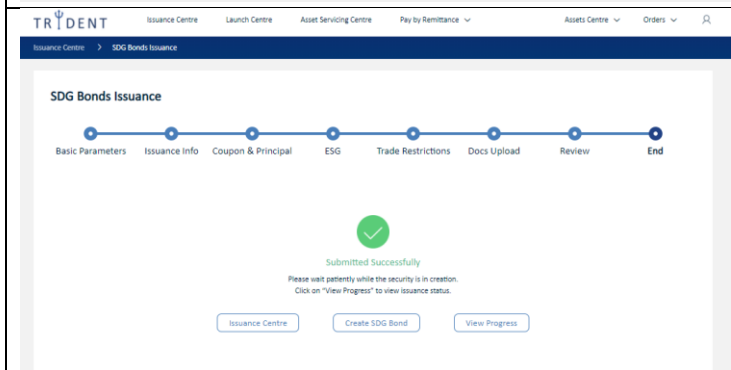 TRIDENT Issuance Centre Launch Centre Asset Servicing Centre Pay by Remittance Assets Centre Orders
Issuance Centre > SDG Bonds Issuance
SDG Bonds Issuance
Basic Parameters Issuance Info Coupon & Principal ESG Trade Restrictions Docs Upload Review End
Submitted Successfully
Please wait patiently while the security is in creation.
Click on "View Progress" to view issuance status.
Issuance Centre Create SDG Bond View Progress